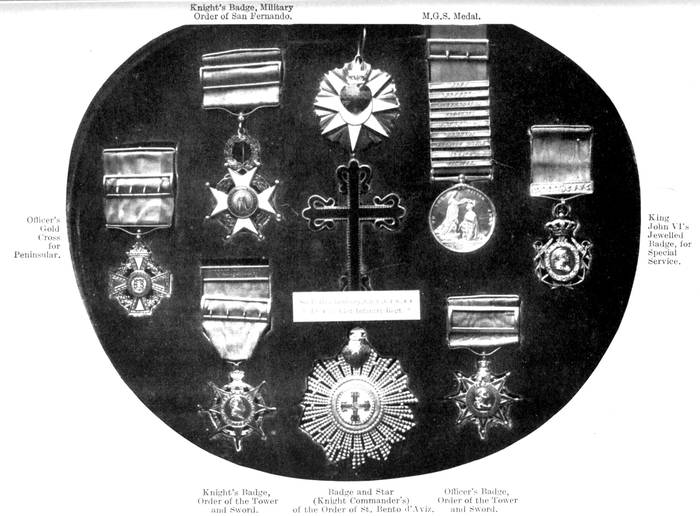 Knight's Badge, Military
Order of San Fernando.
M.G.S. Medal.
Officer's
Gold
Cross
for
Peninsular.
King
John VI's
Jewelled
Badge, for
Special
Service.
Infantry Regt.
Knight's Badge,
Order of the Tower
and Sword.
Badge and Star
(Knight Commander's)
of the Order of St. Bento d'Aviz.
Officer's Badge,
Order of the Tower
and Sword.